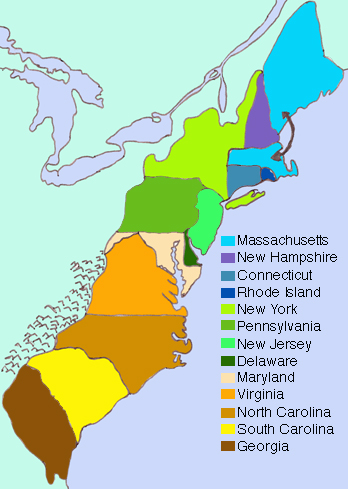 Massachusetts
New Hampshire
Connecticut
Rhode Island
New York
Pennsylvania
New Jersey
Delaware
Maryland
Virginia
North Carolina
South Carolina
Georgia